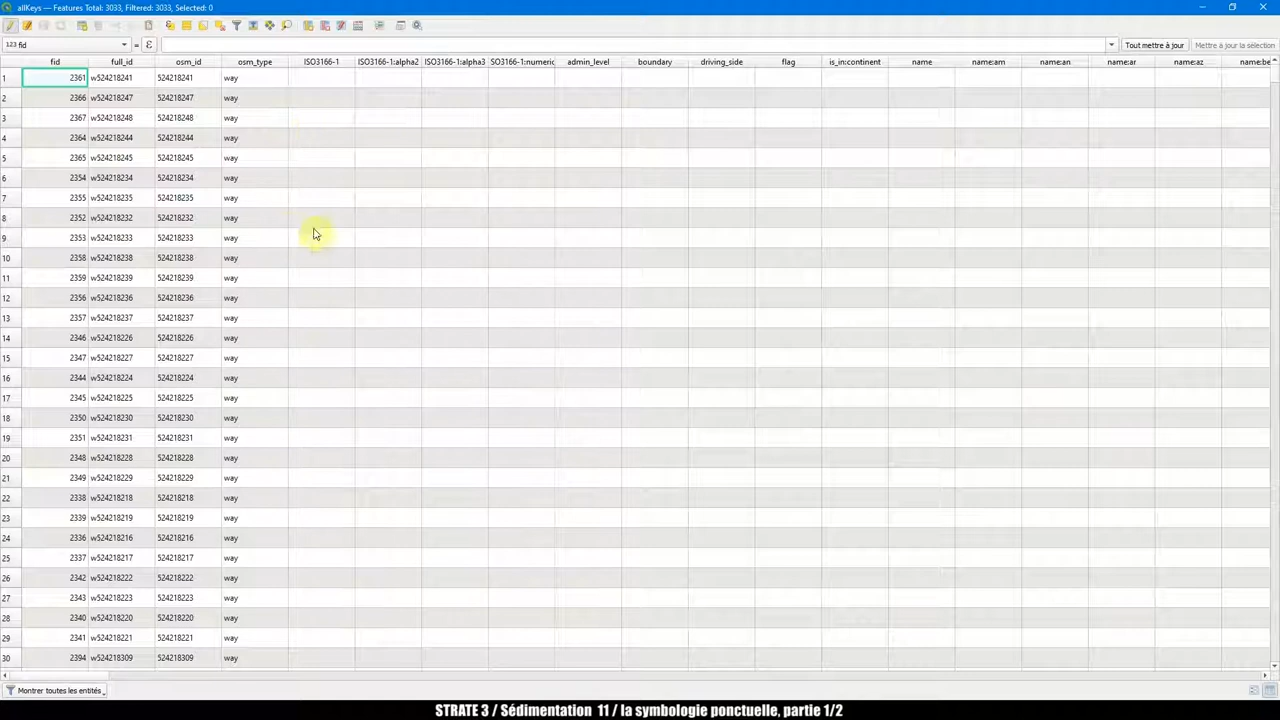 allKeys — Features Total: 3033, Filtered: 3033, Selected: 0
123 fid = ε Tout mettre à jour Mettre à jour la sélection
fid full_id osm_id osm_type ISO3166-1 ISO3166-1:alpha2 ISO3166-1:alpha3 SO3166-1:numeric admin_level boundary driving_side flag is_in:continent name name:am name:an name:ar name:az name:be
1 2361 w524218241 524218241 way
2 2366 w524218247 524218247 way
3 2367 w524218248 524218248 way
4 2364 w524218244 524218244 way
5 2365 w524218245 524218245 way
6 2354 w524218234 524218234 way
7 2355 w524218235 524218235 way
8 2352 w524218232 524218232 way
9 2353 w524218233 524218233 way
10 2358 w524218238 524218238 way
11 2359 w524218239 524218239 way
12 2356 w524218236 524218236 way
13 2357 w524218237 524218237 way
14 2346 w524218226 524218226 way
15 2347 w524218227 524218227 way
16 2344 w524218224 524218224 way
17 2345 w524218225 524218225 way
18 2350 w524218230 524218230 way
19 2351 w524218231 524218231 way
20 2348 w524218228 524218228 way
21 2349 w524218229 524218229 way
22 2338 w524218218 524218218 way
23 2339 w524218219 524218219 way
24 2336 w524218216 524218216 way
25 2337 w524218217 524218217 way
26 2342 w524218222 524218222 way
27 2343 w524218223 524218223 way
28 2340 w524218220 524218220 way
29 2341 w524218221 524218221 way
30 2394 w524218309 524218309 way
Montrer toutes les entités
STRATE 3 / Sédimentation 11 / la symbologie ponctuelle, partie 1/2